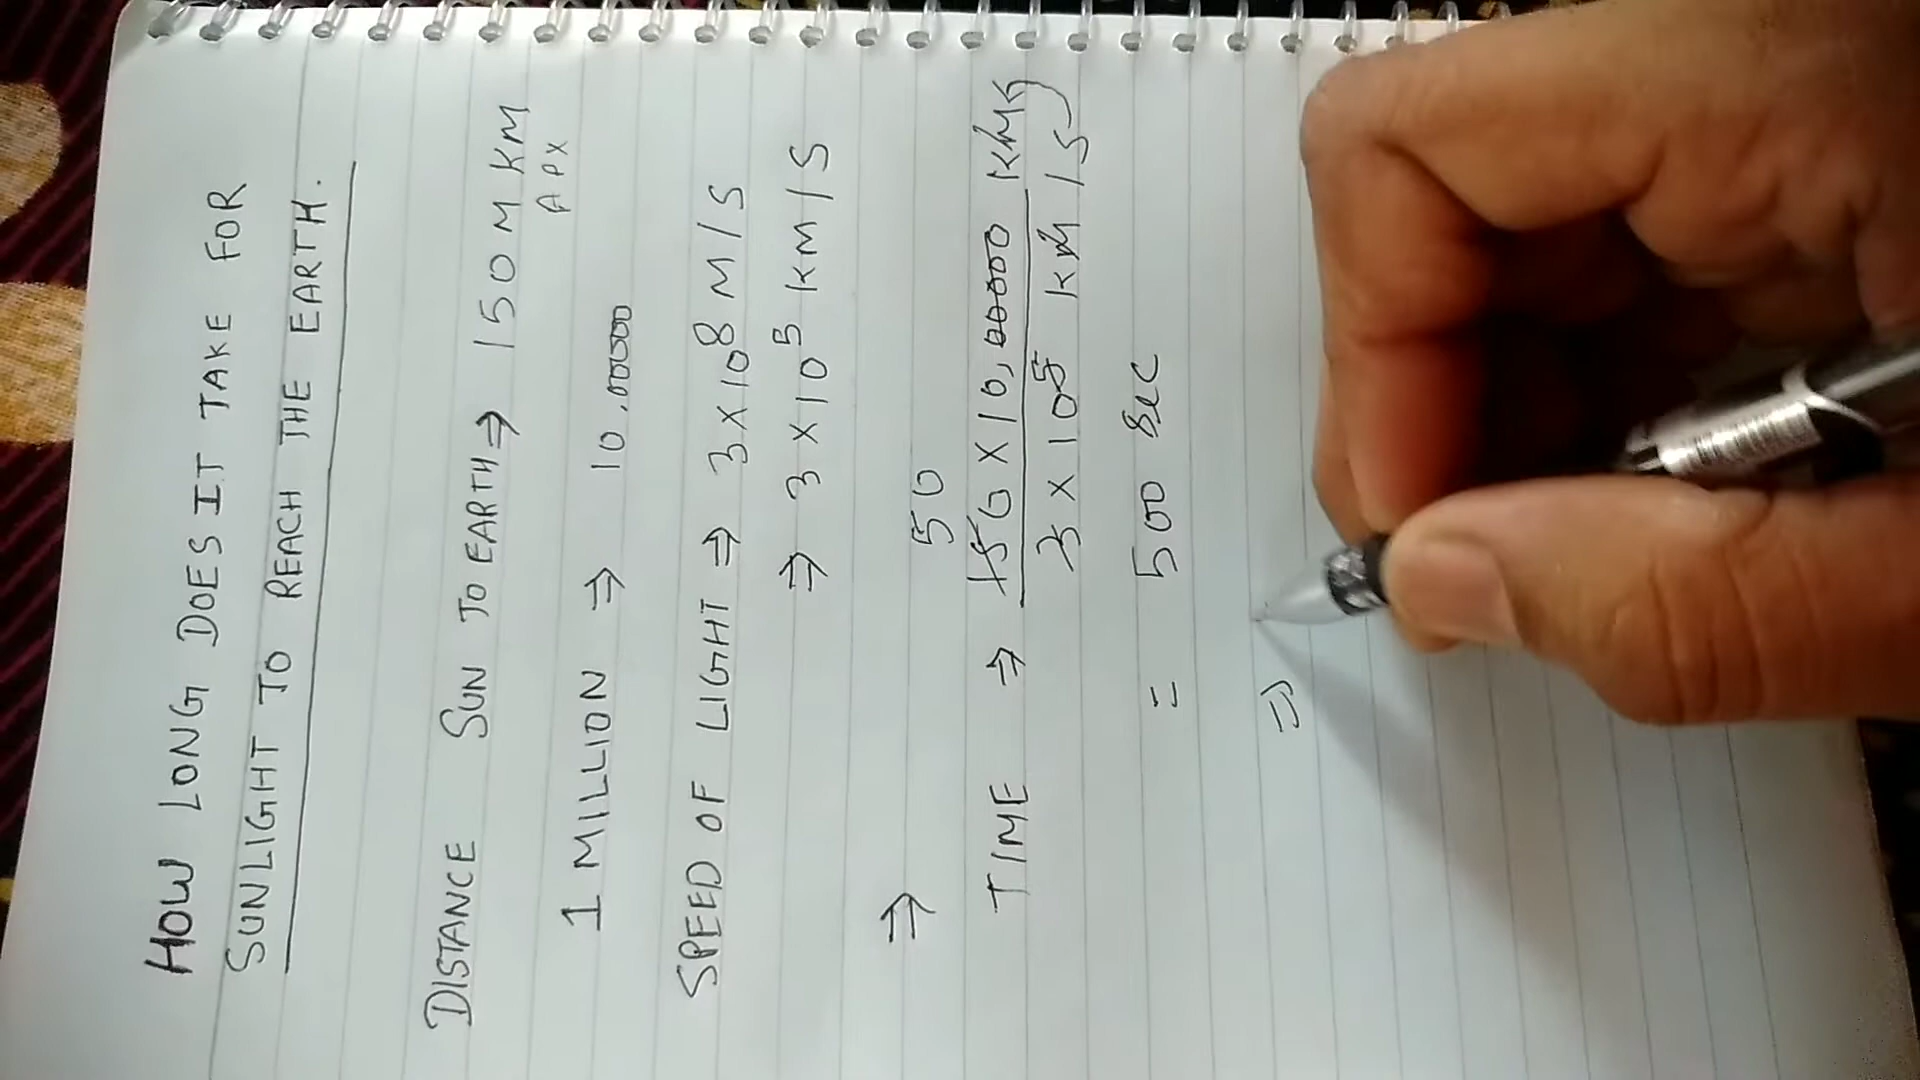 HOW LONG DOES IT TAKE FOR
SUNLIGHT TO REACH THE EARTH.
DISTANCE SUN TO EARTH ⇒ 150 M KM
APX
1 MILLION ⇒ 10,00000
SPEED OF LIGHT ⇒ 3 × 10⁸ M/S
⇒ 3 × 10⁵ KM/S
⇒
50
TIME ⇒ 150 × 10,00000 KM
3 × 10⁵ KM/S
= 500 Sec
⇒